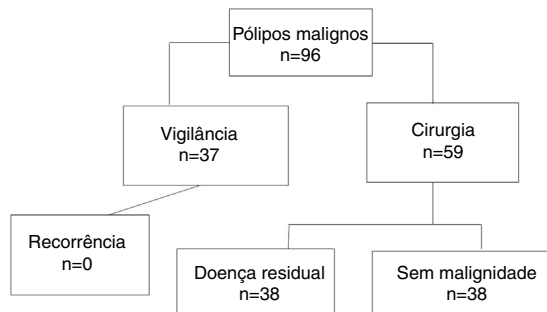 Pólipos malignos
n=96
Vigilância
n=37
Cirurgia
n=59
Recorrência
n=0
Doença residual
n=38
Sem malignidade
n=38